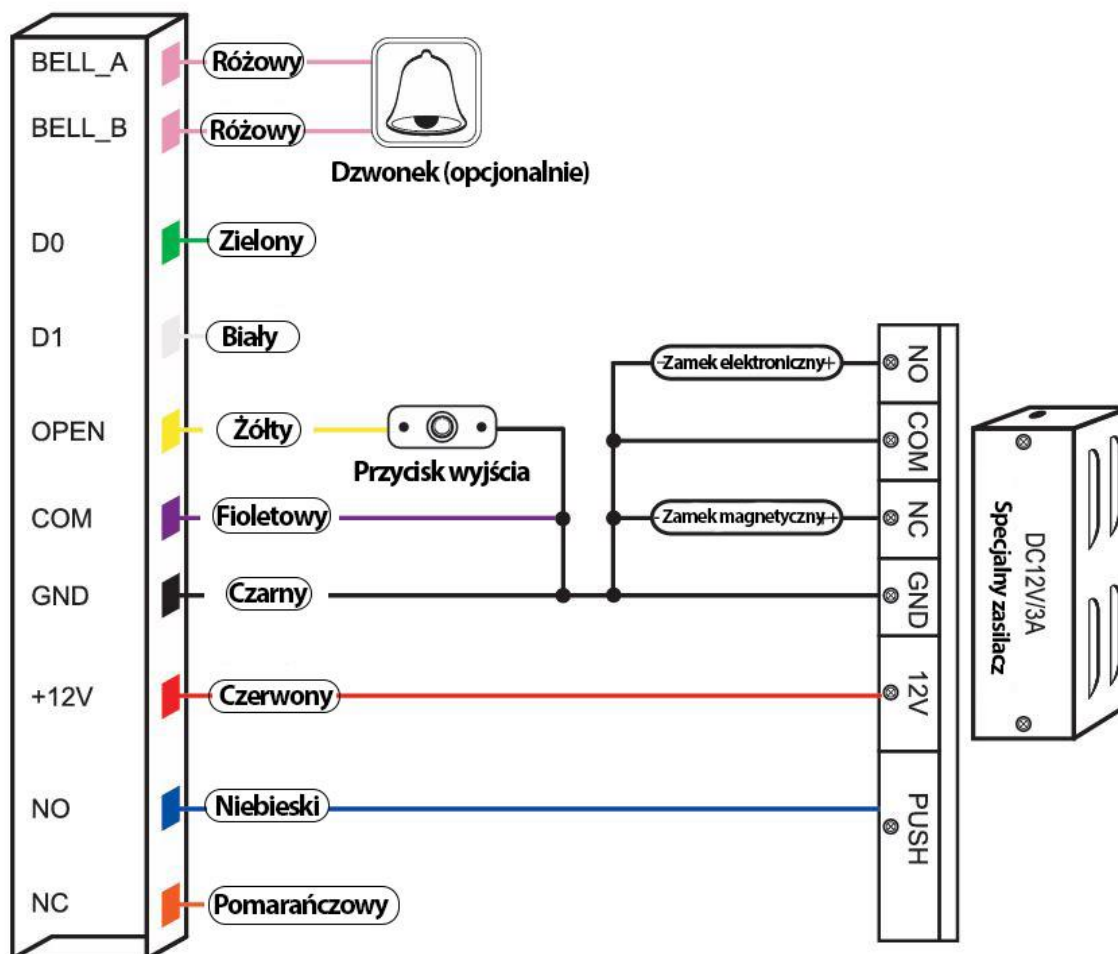 BELL_A
Różowy
BELL_B
Różowy
Dzwonek (opcjonalnie)
D0
Zielony
D1
Biały
OPEN
Żółty
Przycisk wyjścia
COM
Fioletowy
GND
Czarny
+12V
Czerwony
NO
Niebieski
NC
Pomarańczowy
-Zamek elektroniczny+
-Zamek magnetyczny+
NO
COM
NC
GND
12V
PUSH
DC12V/3A
Specjalny zasilacz